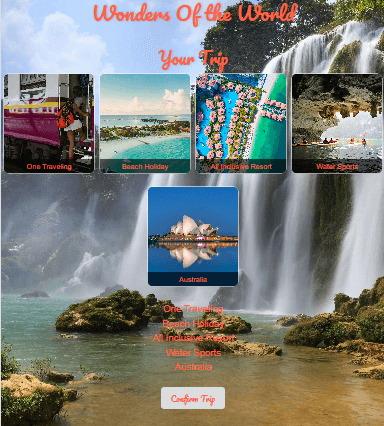 Wonders Of the World
Your Trip
One Traveling
Beach Holiday
All Inclusive Resort
Water Sports
Australia
One Traveling
Beach Holiday
All Inclusive Resort
Water Sports
Australia
Confirm Trip